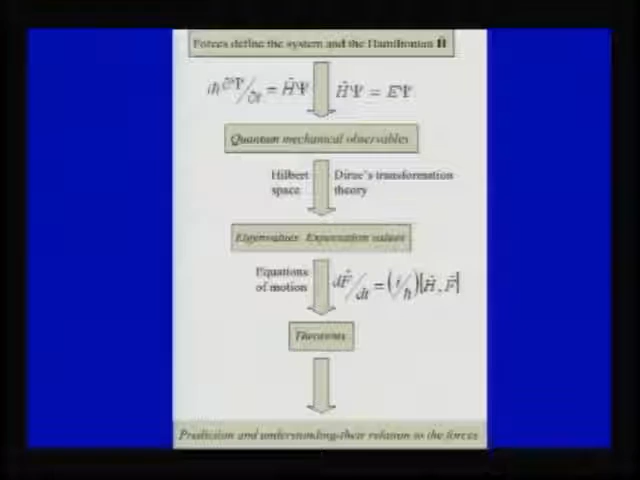 Forces define the system and the Hamiltonian Ĥ
iħ ∂Ψ/∂t = ĤΨ ĤΨ = EΨ
Quantum mechanical observables
Hilbert space
Dirac's transformation theory
Eigenvalues Expectation values
Equations of motion
dF̂/dt = (i/ħ)[Ĥ, F̂]
Theorems
Prediction and understanding-their relation to the forces